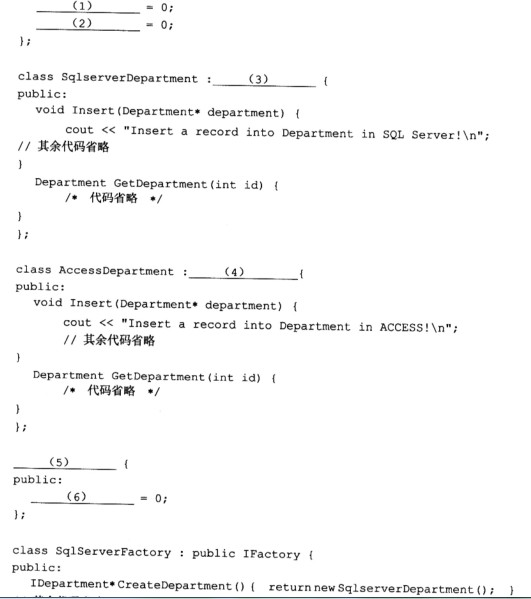 (1) = 0;
(2) = 0;
};
class SqlserverDepartment : (3) {
public:
void Insert(Department* department) {
cout << "Insert a record into Department in SQL Server!\n";
// 其余代码省略
}
Department GetDepartment(int id) {
/* 代码省略 */
}
};
class AccessDepartment : (4) {
public:
void Insert(Department* department) {
cout << "Insert a record into Department in ACCESS!\n";
// 其余代码省略
}
Department GetDepartment(int id) {
/* 代码省略 */
}
};
(5) {
public:
(6) = 0;
};
class SqlServerFactory : public IFactory {
public:
IDepartment* CreateDepartment() { return new SqlserverDepartment(); }